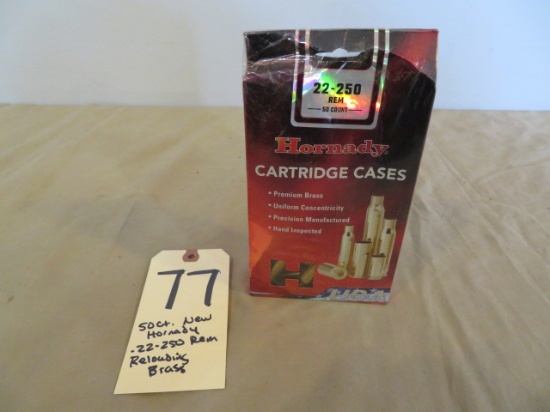 22-250
REM
50 COUNT
Hornady
CARTRIDGE CASES
• Premium Brass
• Uniform Concentricity
• Precision Manufactured
• Hand Inspected
H
USA
77
50ct. New
Hornady
.22-250 Rem
Reloading
Brass